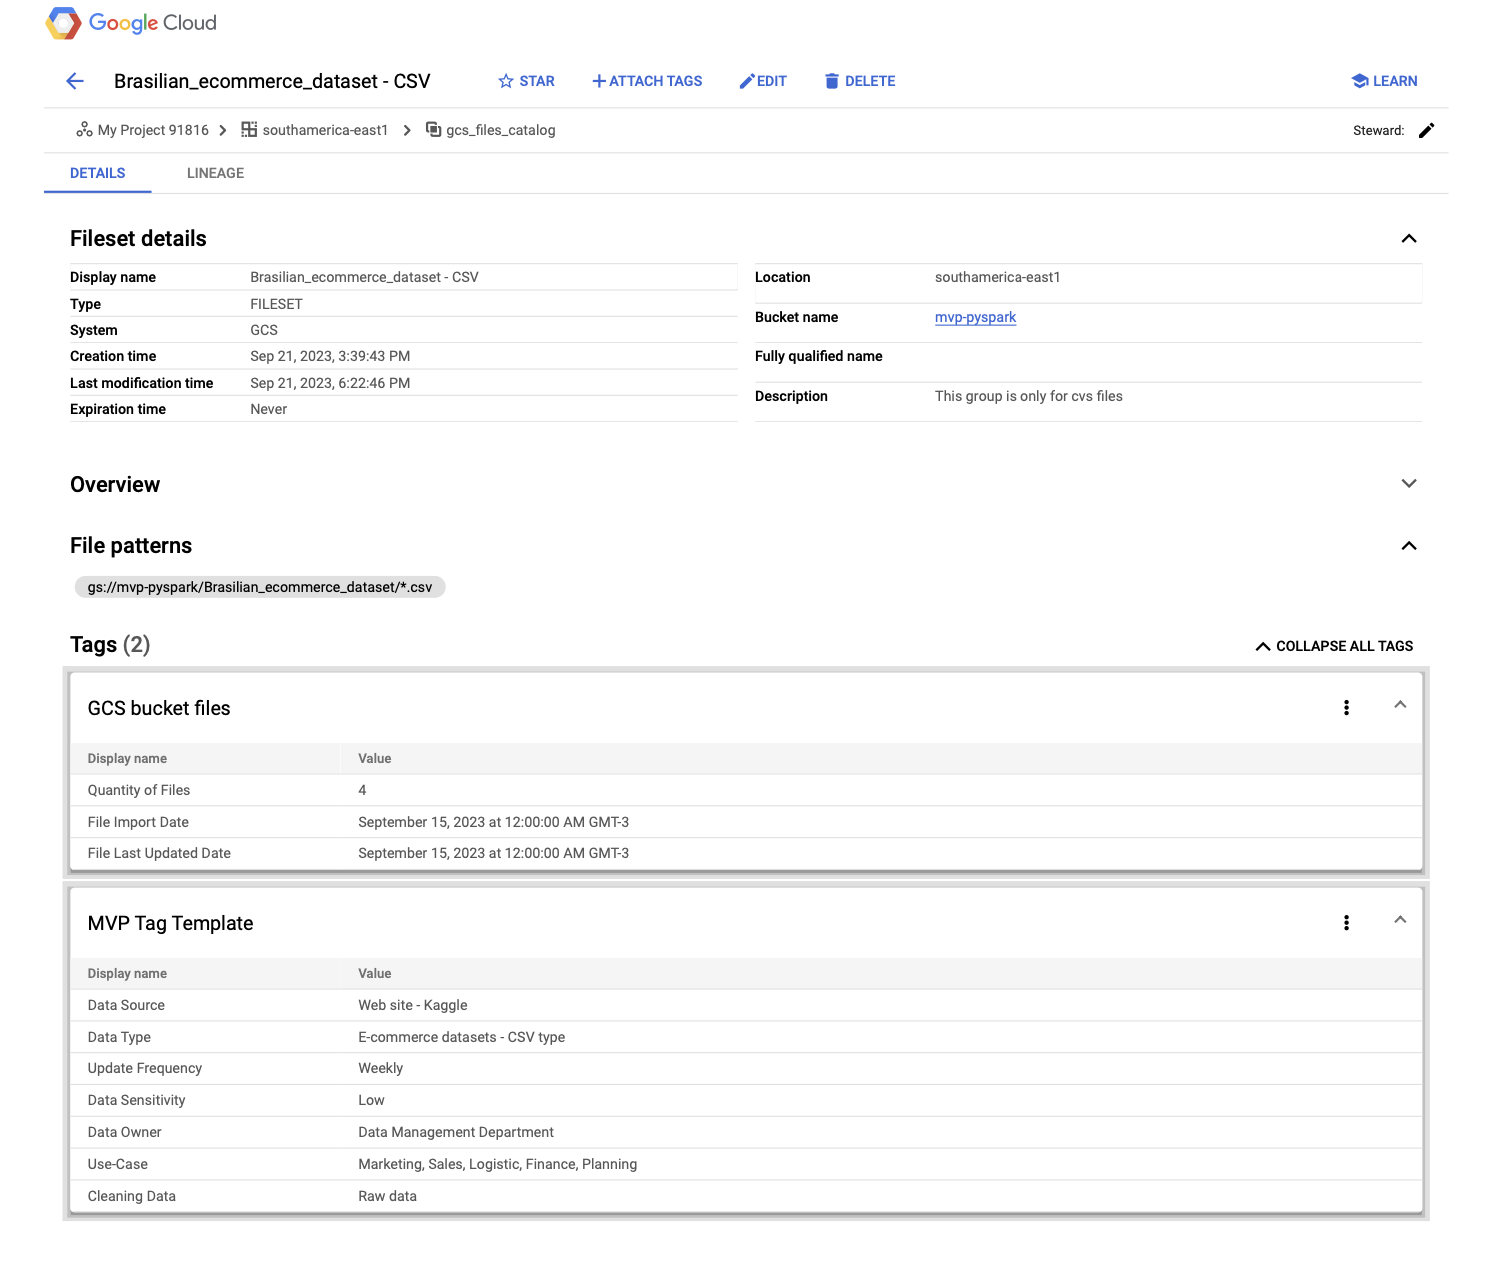 Google Cloud
Brasilian_ecommerce_dataset - CSV STAR ATTACH TAGS EDIT DELETE LEARN
My Project 91816 southamerica-east1 gcs_files_catalog Steward:
DETAILS LINEAGE
Fileset details
Display name Brasilian_ecommerce_dataset - CSV
Type FILESET
System GCS
Creation time Sep 21, 2023, 3:39:43 PM
Last modification time Sep 21, 2023, 6:22:46 PM
Expiration time Never
Location southamerica-east1
Bucket name mvp-pyspark
Fully qualified name
Description This group is only for cvs files
Overview
File patterns
gs://mvp-pyspark/Brasilian_ecommerce_dataset/*.csv
Tags (2) COLLAPSE ALL TAGS
GCS bucket files
Display name Value
Quantity of Files 4
File Import Date September 15, 2023 at 12:00:00 AM GMT-3
File Last Updated Date September 15, 2023 at 12:00:00 AM GMT-3
MVP Tag Template
Display name Value
Data Source Web site - Kaggle
Data Type E-commerce datasets - CSV type
Update Frequency Weekly
Data Sensitivity Low
Data Owner Data Management Department
Use-Case Marketing, Sales, Logistic, Finance, Planning
Cleaning Data Raw data